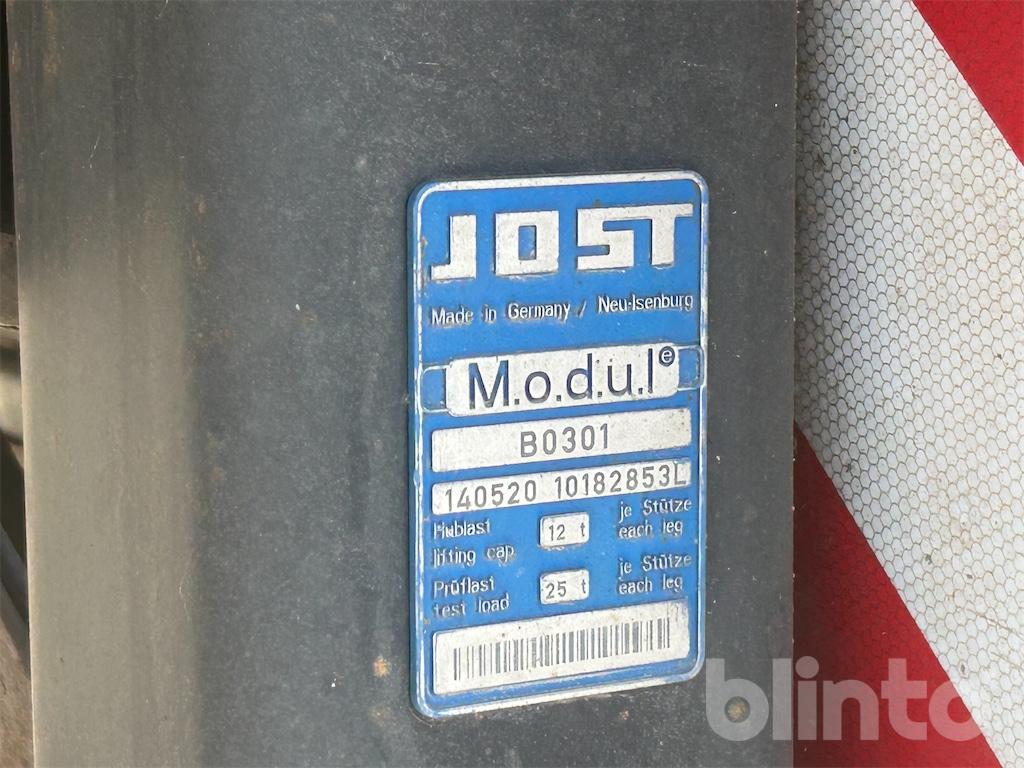 JOST
Made in Germany / Neu-Isenburg
M.o.d.u.l e
B0301
140520 10182853L
Hublast 12 t je Stütze
lifting cap. each leg
Prüflast 25 t je Stütze
test load each leg
blinto